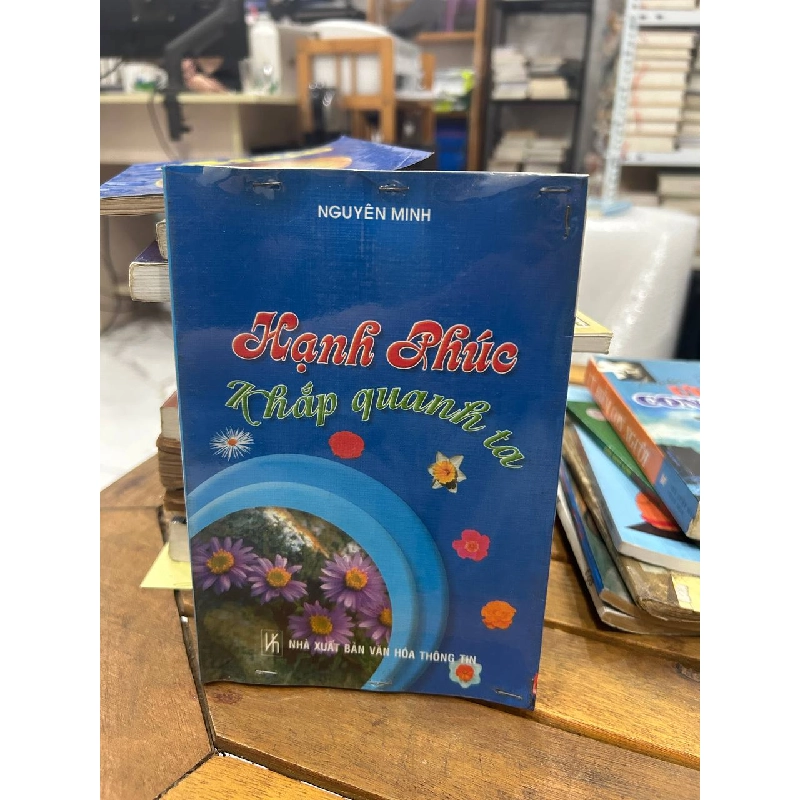 NGUYÊN MINH
Hạnh Phúc
Khắp quanh ta
NHÀ XUẤT BẢN VĂN HÓA THÔNG TIN